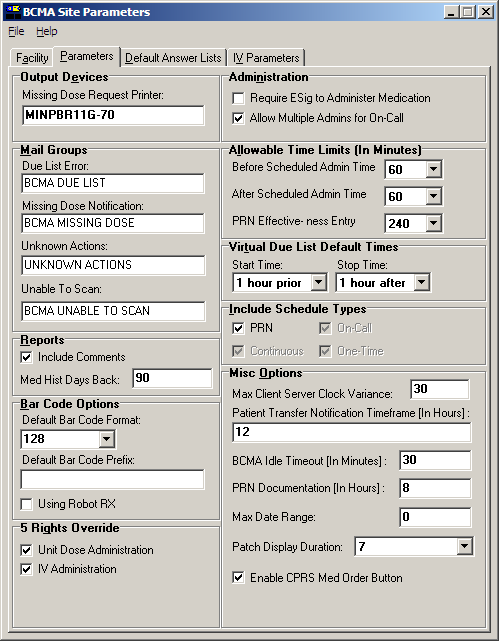 BCMA Site Parameters
File Help
Facility Parameters Default Answer Lists IV Parameters
Output Devices
Missing Dose Request Printer:
MINPBR11G-70
Mail Groups
Due List Error:
BCMA DUE LIST
Missing Dose Notification:
BCMA MISSING DOSE
Unknown Actions:
UNKNOWN ACTIONS
Unable To Scan:
BCMA UNABLE TO SCAN
Reports
Include Comments
Med Hist Days Back: 90
Bar Code Options
Default Bar Code Format:
128
Default Bar Code Prefix:
Using Robot RX
5 Rights Override
Unit Dose Administration
IV Administration
Administration
Require ESig to Administer Medication
Allow Multiple Admins for On-Call
Allowable Time Limits (In Minutes)
Before Scheduled Admin Time 60
After Scheduled Admin Time 60
PRN Effective- ness Entry 240
Virtual Due List Default Times
Start Time: Stop Time:
1 hour prior 1 hour after
Include Schedule Types
PRN On-Call
Continuous One-Time
Misc Options
Max Client Server Clock Variance: 30
Patient Transfer Notification Timeframe [In Hours] :
12
BCMA Idle Timeout [In Minutes] : 30
PRN Documentation [In Hours] : 8
Max Date Range: 0
Patch Display Duration: 7
Enable CPRS Med Order Button